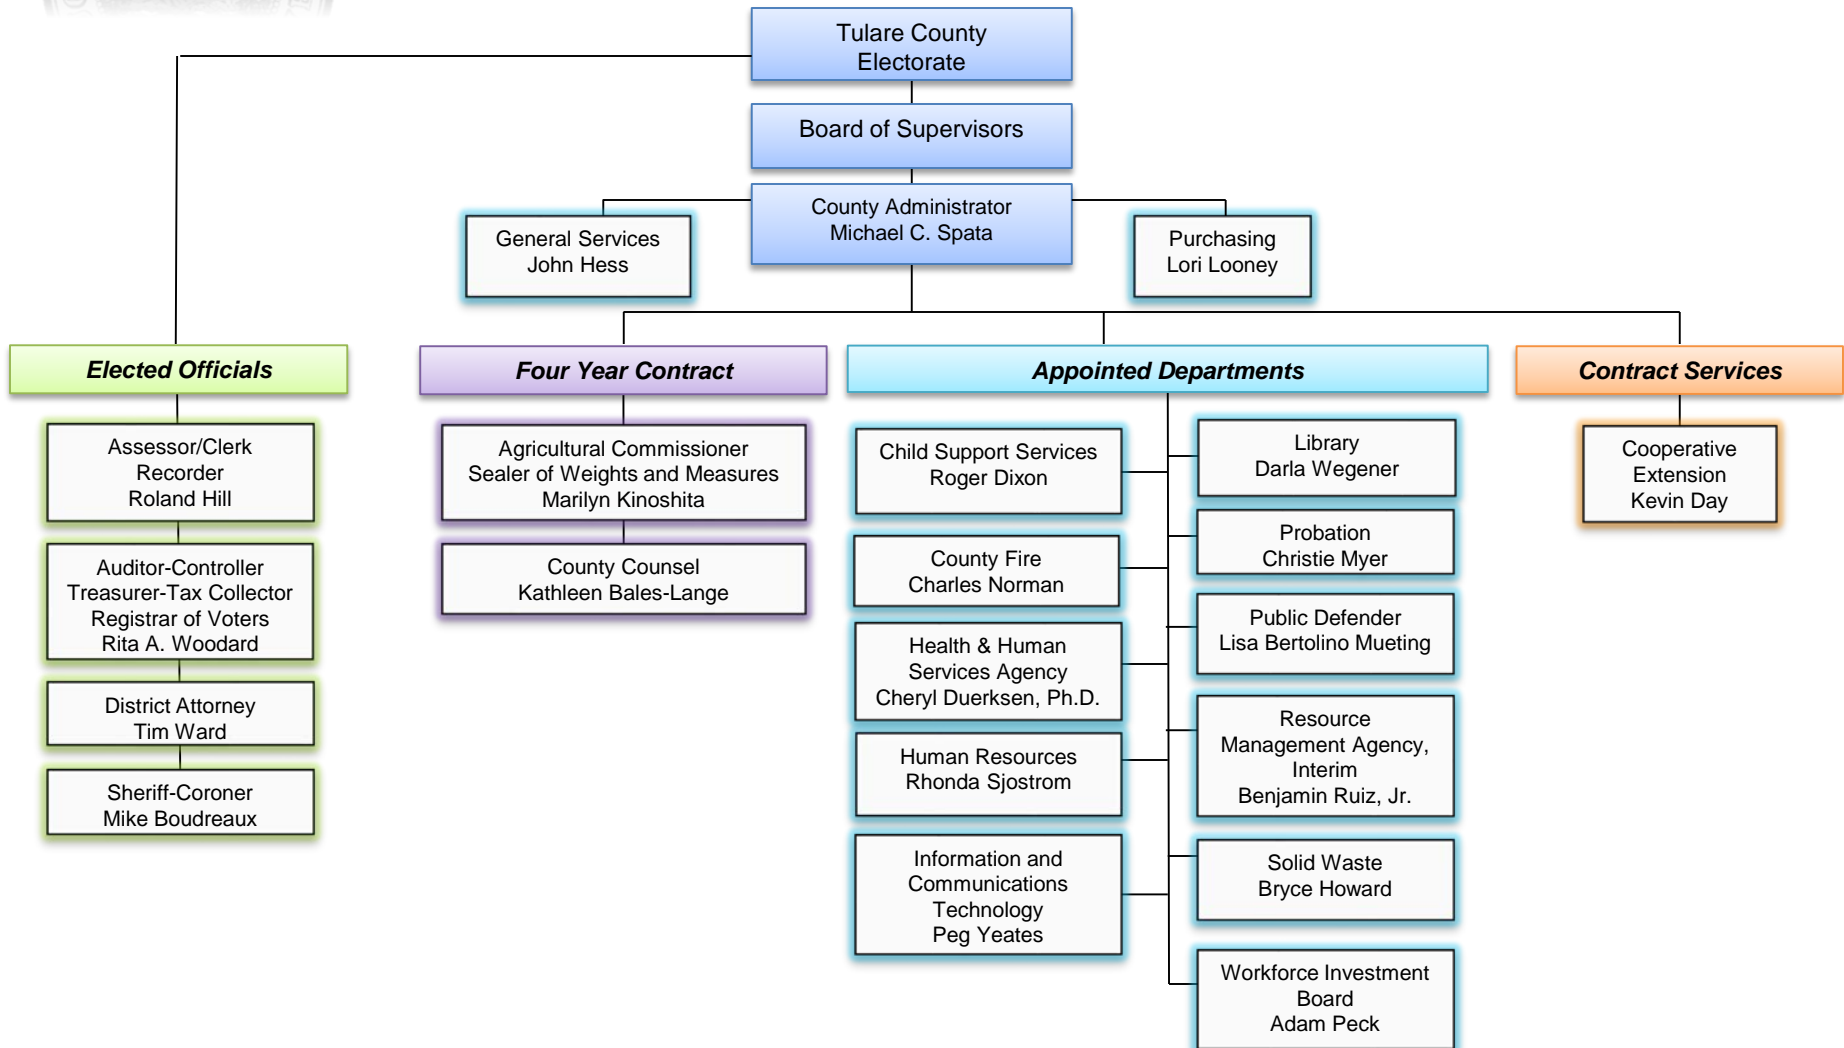 Tulare County
Electorate
Board of Supervisors
County Administrator
Michael C. Spata
General Services
John Hess
Purchasing
Lori Looney
Elected Officials
Assessor/Clerk
Recorder
Roland Hill
Auditor-Controller
Treasurer-Tax Collector
Registrar of Voters
Rita A. Woodard
District Attorney
Tim Ward
Sheriff-Coroner
Mike Boudreaux
Four Year Contract
Agricultural Commissioner
Sealer of Weights and Measures
Marilyn Kinoshita
County Counsel
Kathleen Bales-Lange
Appointed Departments
Child Support Services
Roger Dixon
County Fire
Charles Norman
Health & Human
Services Agency
Cheryl Duerksen, Ph.D.
Human Resources
Rhonda Sjostrom
Information and
Communications
Technology
Peg Yeates
Library
Darla Wegener
Probation
Christie Myer
Public Defender
Lisa Bertolino Mueting
Resource
Management Agency,
Interim
Benjamin Ruiz, Jr.
Solid Waste
Bryce Howard
Workforce Investment
Board
Adam Peck
Contract Services
Cooperative
Extension
Kevin Day